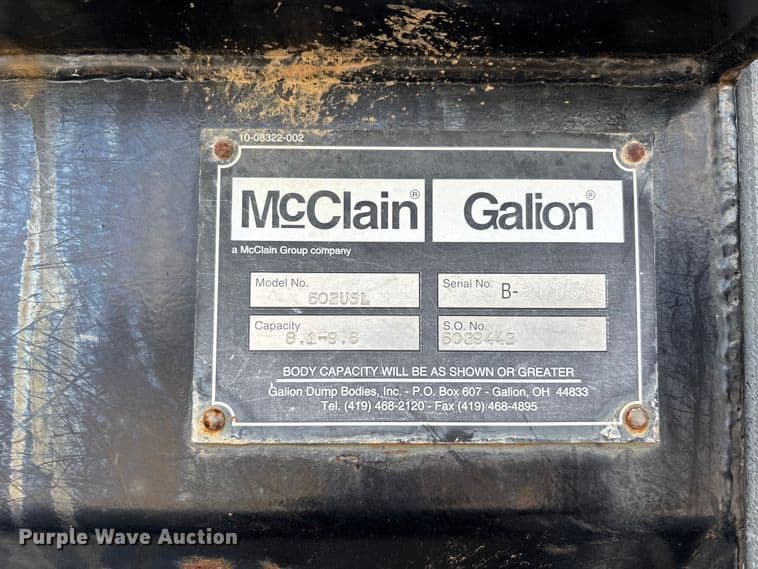 10-08322-002
McClain® Galion®
a McClain Group company
Model No. 502USL
Serial No. B-26059
Capacity
S.O. No.
BODY CAPACITY WILL BE AS SHOWN OR GREATER
Galion Dump Bodies, Inc. - P.O. Box 607 - Galion, OH 44833
Tel. (419) 468-2120 - Fax (419) 468-4895
Purple Wave Auction